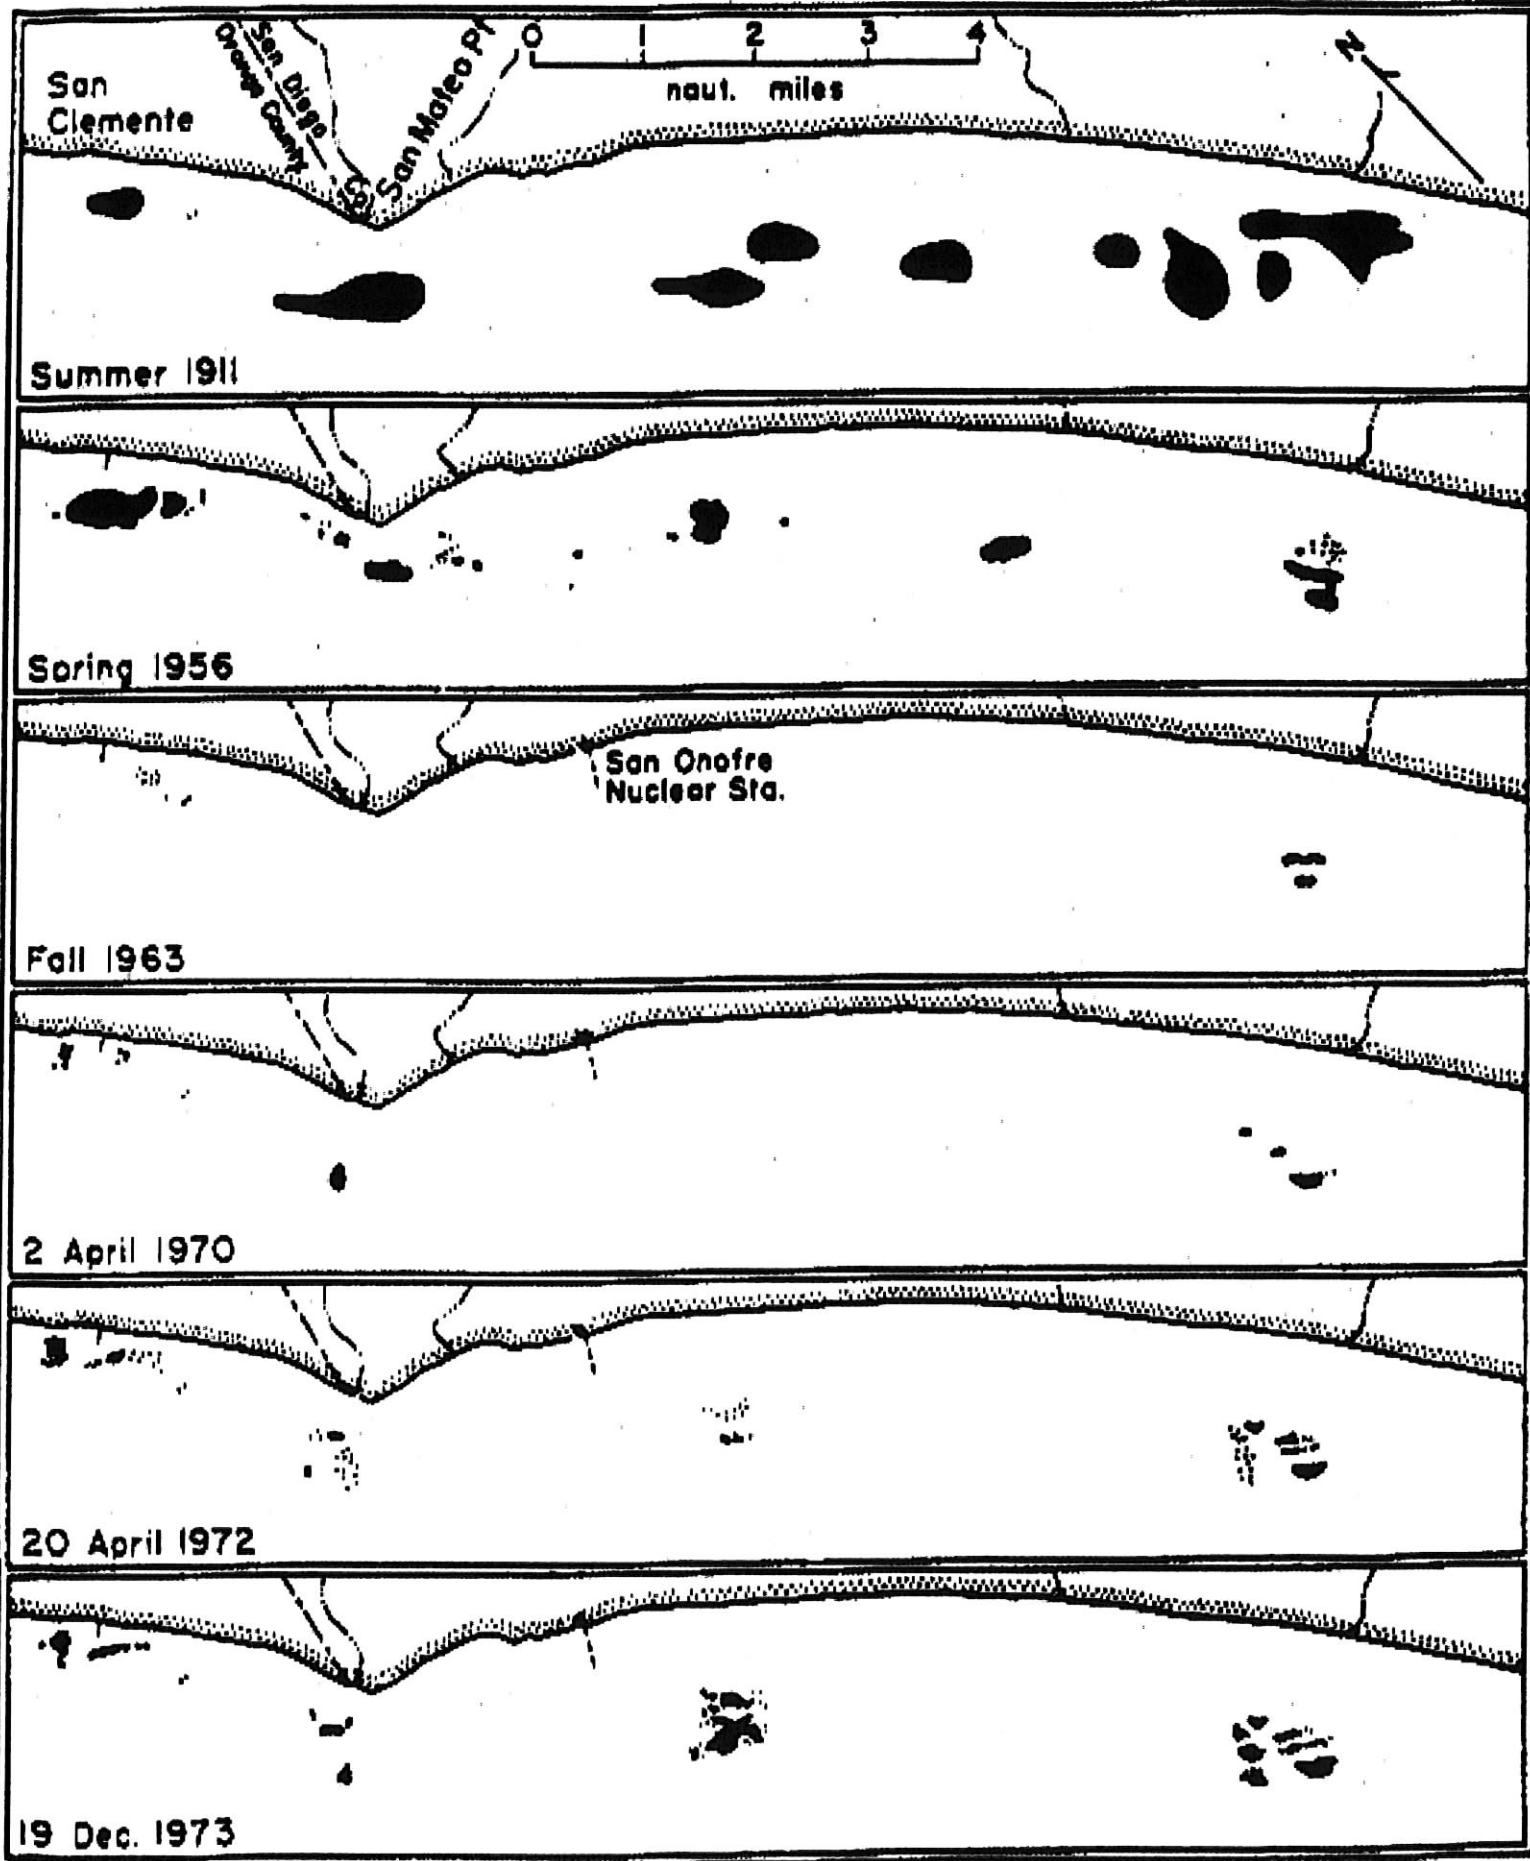 San
Clemente
Orange County
San Diego
San Mateo Pt
0 1 2 3 4
naut. miles
N
Summer 1911
Spring 1956
San Onofre
Nuclear Sta.
Fall 1963
2 April 1970
20 April 1972
19 Dec. 1973